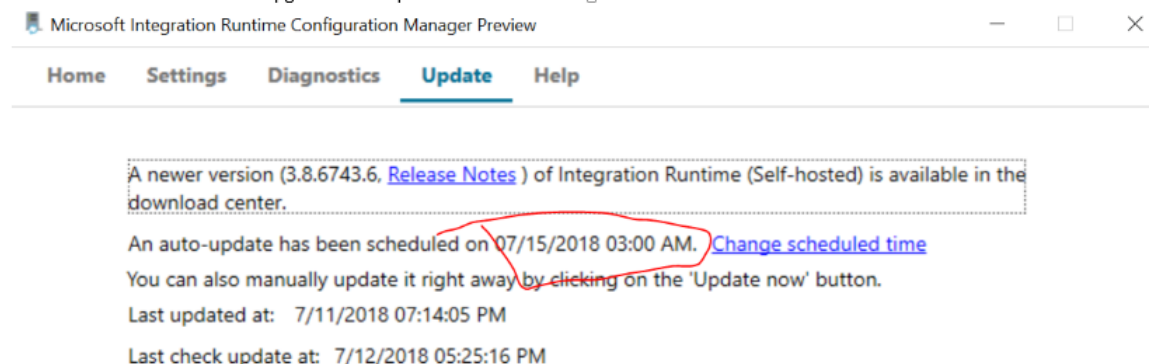 Microsoft Integration Runtime Configuration Manager Preview
Home Settings Diagnostics Update Help
A newer version (3.8.6743.6, Release Notes ) of Integration Runtime (Self-hosted) is available in the
download center.
An auto-update has been scheduled on 07/15/2018 03:00 AM. Change scheduled time
You can also manually update it right away by clicking on the 'Update now' button.
Last updated at: 7/11/2018 07:14:05 PM
Last check update at: 7/12/2018 05:25:16 PM